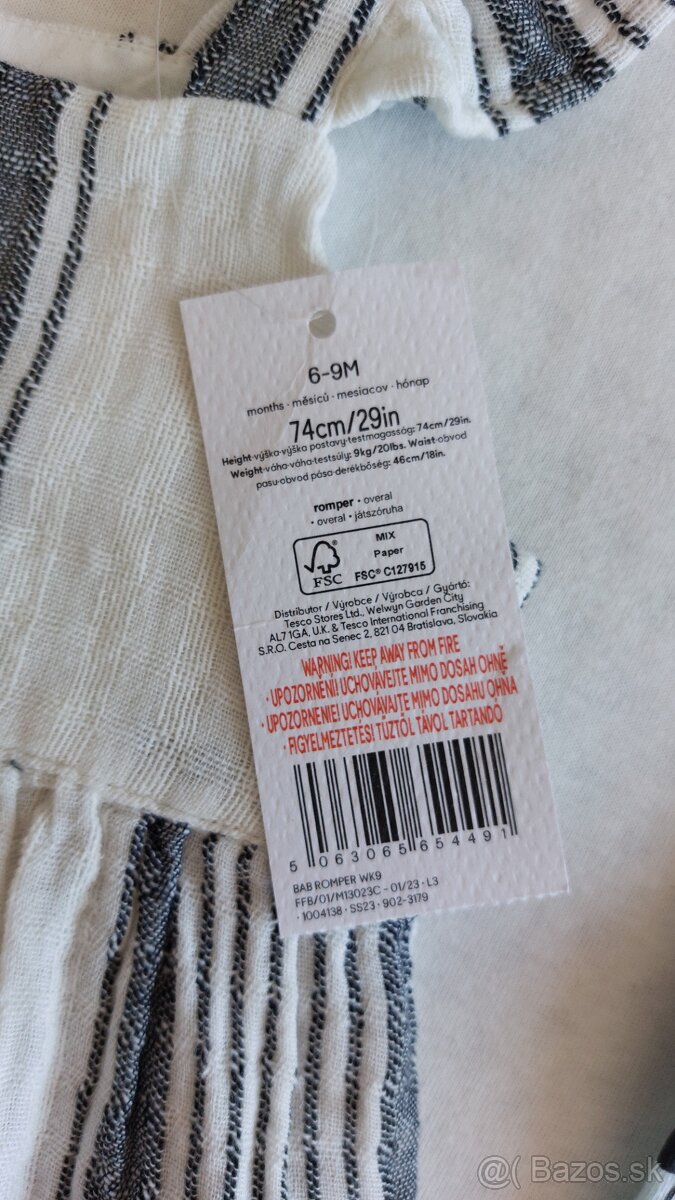 6-9M
months · měsíců · mesiacov · hónap
74cm/29in
Height·výška·výška postavy·testmagasság: 74cm/29in.
Weight·váha·váha·testsúly: 9kg/20lbs. Waist·obvod
pasu·obvod pása·derékbőség: 46cm/18in.
romper · overal
· overal · játszóruha
MIX
Paper
FSC
FSC® C127915
Distributor / Výrobce / Výrobca / Gyártó:
Tesco Stores Ltd., Welwyn Garden City
AL7 1GA, U.K. & Tesco International Franchising
S.R.O. Cesta na Senec 2, 821 04 Bratislava, Slovakia
WARNING! KEEP AWAY FROM FIRE
· UPOZORNĚNÍ! UCHOVÁVEJTE MIMO DOSAH OHNĚ
· UPOZORNENIE! UCHOVÁVAJTE MIMO DOSAHU OHŇA
· FIGYELMEZTETÉS! TŰZTŐL TÁVOL TARTANDÓ
5 063065 654491
BAB ROMPER WK9
FFB/01/M13023C - 01/23 · L3
· 1004138 · SS23 · 902-3179
@( Bazos.sk